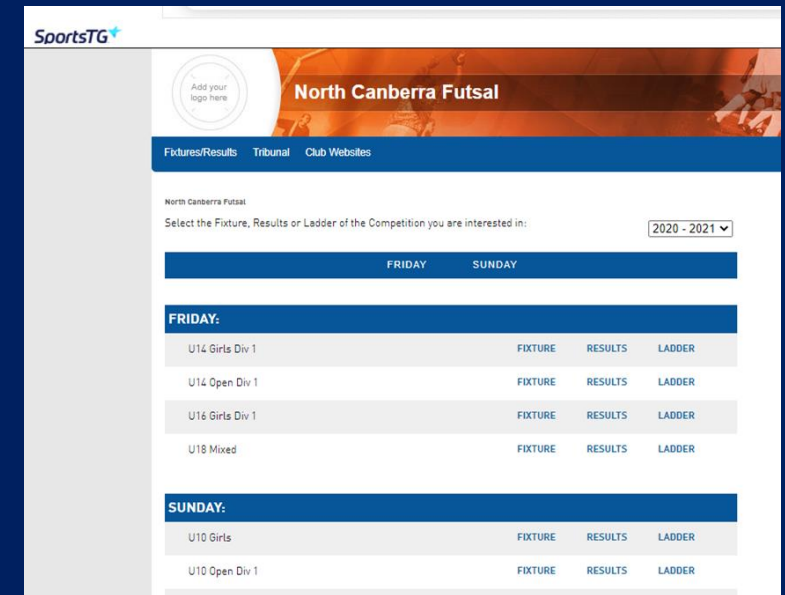 SportsTG
Add your
logo here
North Canberra Futsal
Fixtures/Results Tribunal Club Websites
North Canberra Futsal
Select the Fixture, Results or Ladder of the Competition you are interested in:
2020 - 2021
FRIDAY SUNDAY
FRIDAY:
U14 Girls Div 1 FIXTURE RESULTS LADDER
U14 Open Div 1 FIXTURE RESULTS LADDER
U16 Girls Div 1 FIXTURE RESULTS LADDER
U18 Mixed FIXTURE RESULTS LADDER
SUNDAY:
U10 Girls FIXTURE RESULTS LADDER
U10 Open Div 1 FIXTURE RESULTS LADDER